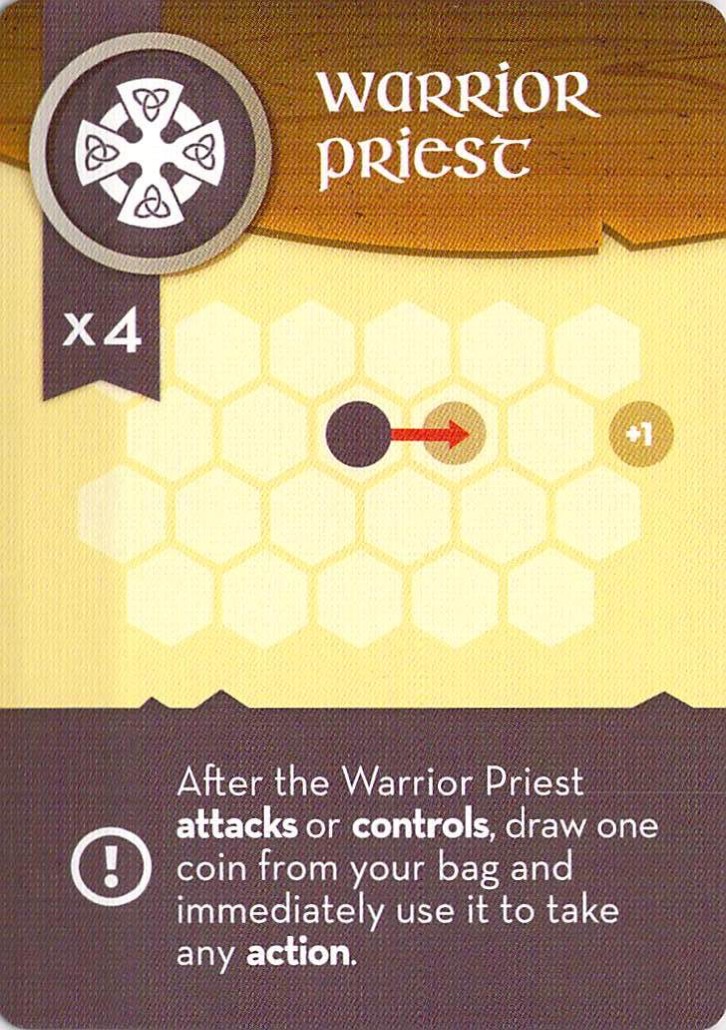 Warrior
Priest
x4
+1
After the Warrior Priest
attacks or controls, draw one
coin from your bag and
immediately use it to take
any action.